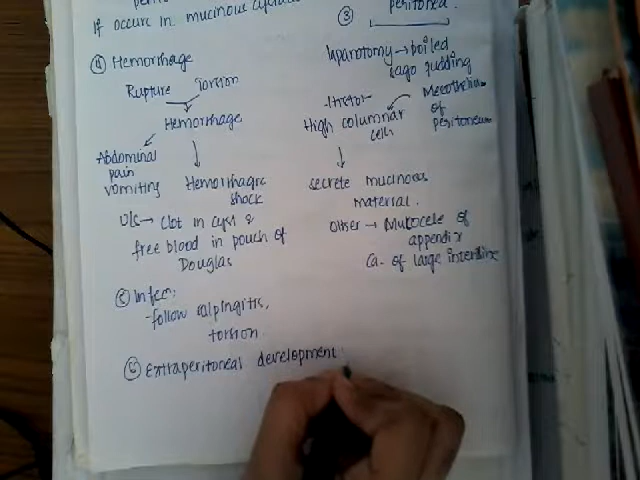 If occur in mucinous
④ Hemorrhage
Rupture Torsion
Hemorrhage
Abdominal
pain
vomiting
Hemorrhagic
shock
U/S → Clot in cyst &
free blood in pouch of
Douglas
⑤ Infecn:
-follow salpingitis,
torsion
⑥ Extraperitoneal development:
③
peritonei.
laparotomy → boiled
sago pudding
Mesothelium
of
peritoneum
High columnar
cells
secrete mucinous
material.
Other → Mucocele of
appendix
Ca. of large intestine